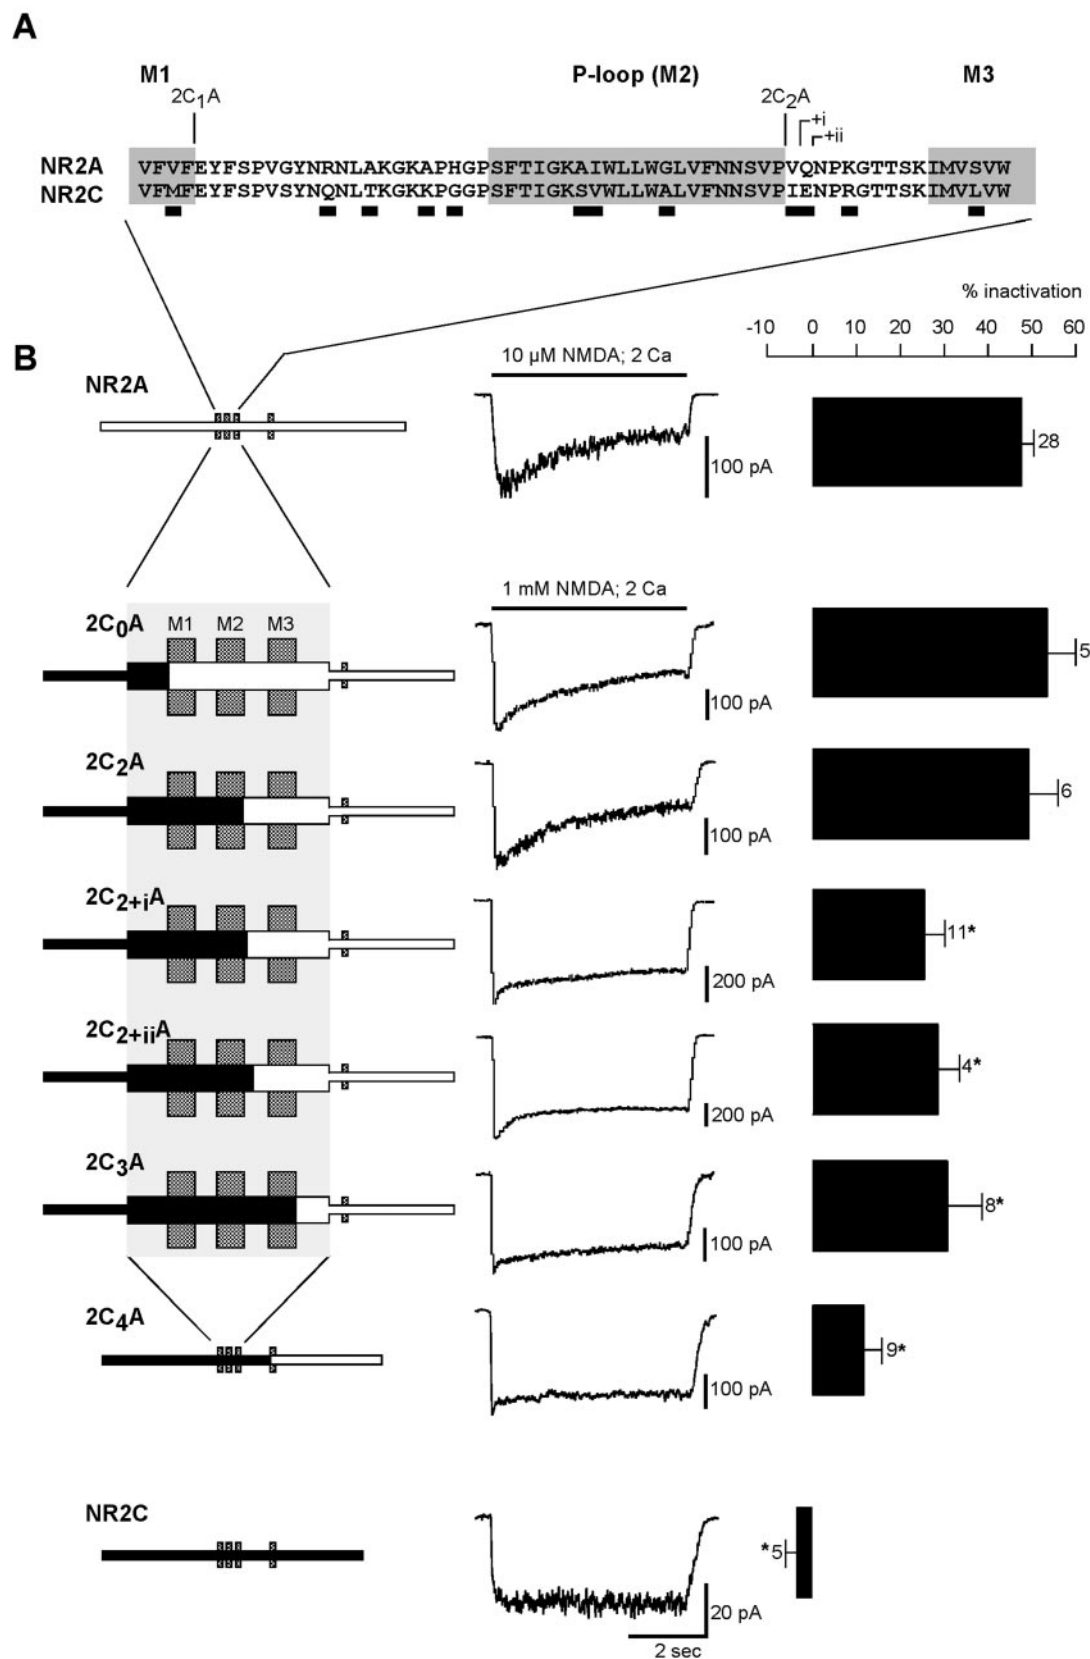 A
M1 P-loop (M2) M3
2C1A 2C2A +i
+ii
NR2A VFVFEYFSPVGYNRNLAKGKAPHGPSFTIGKAIWLLWGLVFNNSVPVQNPKGTTSKIMVSVW
NR2C VFMFEYFSPVSYNQNLTKGKKPGGPSFTIGKSVWLLWALVFNNSVPIENPRGTTSKIMVLVW
% inactivation
-10 0 10 20 30 40 50 60
B
NR2A
10 µM NMDA; 2 Ca
100 pA
28
1 mM NMDA; 2 Ca
2C0A M1 M2 M3
100 pA
5
2C2A
100 pA
6
2C2+iA
200 pA
11*
2C2+iiA
200 pA
4*
2C3A
100 pA
8*
2C4A
100 pA
9*
NR2C
*5
20 pA
2 sec